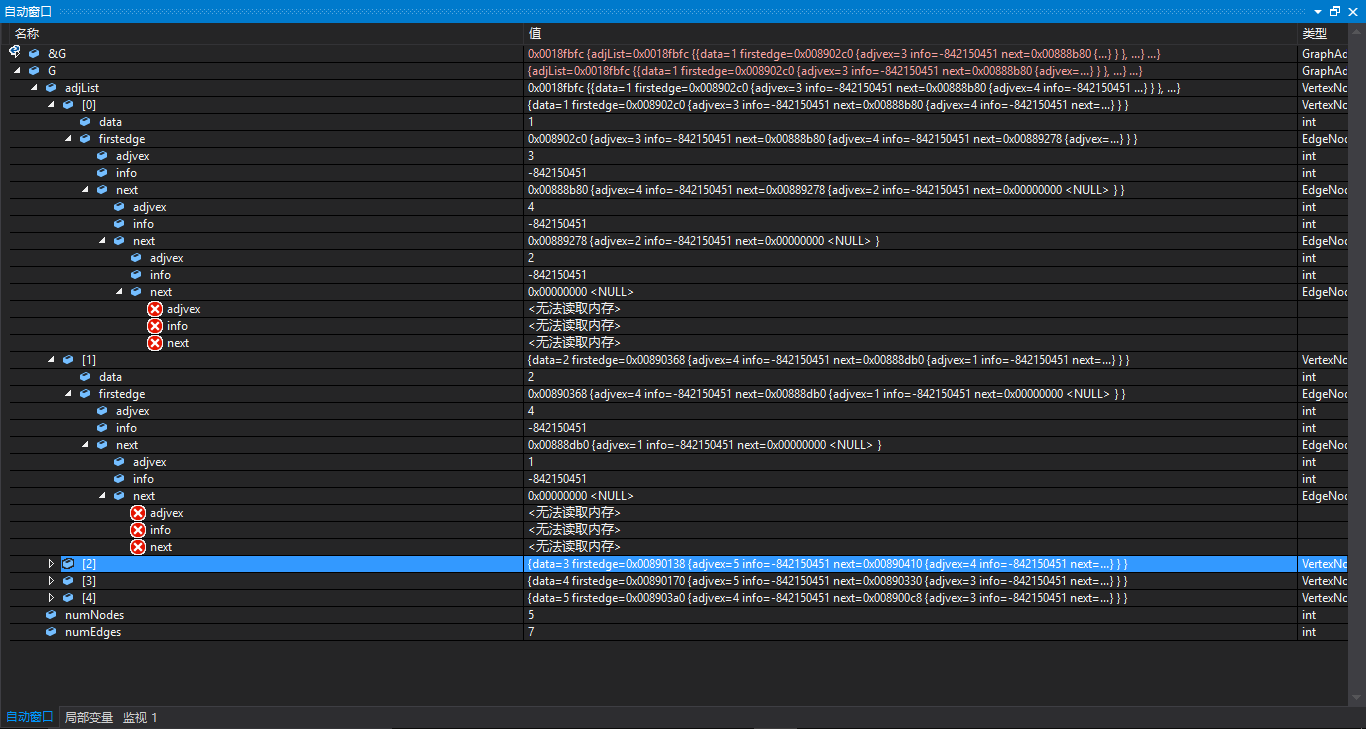 自动窗口
名称 值 类型
&G 0x0018fbfc {adjList=0x0018fbfc {{data=1 firstedge=0x008902c0 {adjvex=3 info=-842150451 next=0x00888b80 {...} } }, ...} ...} GraphAc
G {adjList=0x0018fbfc {{data=1 firstedge=0x008902c0 {adjvex=3 info=-842150451 next=0x00888b80 {adjvex=...} } }, ...} ...} GraphAc
adjList 0x0018fbfc {{data=1 firstedge=0x008902c0 {adjvex=3 info=-842150451 next=0x00888b80 {adjvex=4 info=-842150451 ...} } }, ...} VertexNc
[0] {data=1 firstedge=0x008902c0 {adjvex=3 info=-842150451 next=0x00888b80 {adjvex=4 info=-842150451 next=...} } } VertexNc
data 1 int
firstedge 0x008902c0 {adjvex=3 info=-842150451 next=0x00888b80 {adjvex=4 info=-842150451 next=0x00889278 {adjvex=...} } } EdgeNoc
adjvex 3 int
info -842150451 int
next 0x00888b80 {adjvex=4 info=-842150451 next=0x00889278 {adjvex=2 info=-842150451 next=0x00000000 <NULL> } } EdgeNoc
adjvex 4 int
info -842150451 int
next 0x00889278 {adjvex=2 info=-842150451 next=0x00000000 <NULL> } EdgeNoc
adjvex 2 int
info -842150451 int
next 0x00000000 <NULL> EdgeNoc
adjvex <无法读取内存>
info <无法读取内存>
next <无法读取内存>
[1] {data=2 firstedge=0x00890368 {adjvex=4 info=-842150451 next=0x00888db0 {adjvex=1 info=-842150451 next=...} } } VertexNc
data 2 int
firstedge 0x00890368 {adjvex=4 info=-842150451 next=0x00888db0 {adjvex=1 info=-842150451 next=0x00000000 <NULL> } } EdgeNoc
adjvex 4 int
info -842150451 int
next 0x00888db0 {adjvex=1 info=-842150451 next=0x00000000 <NULL> } EdgeNoc
adjvex 1 int
info -842150451 int
next 0x00000000 <NULL> EdgeNoc
adjvex <无法读取内存>
info <无法读取内存>
next <无法读取内存>
[2] {data=3 firstedge=0x00890138 {adjvex=5 info=-842150451 next=0x00890410 {adjvex=4 info=-842150451 next=...} } } VertexNc
[3] {data=4 firstedge=0x00890170 {adjvex=5 info=-842150451 next=0x00890330 {adjvex=3 info=-842150451 next=...} } } VertexNc
[4] {data=5 firstedge=0x008903a0 {adjvex=4 info=-842150451 next=0x008900c8 {adjvex=3 info=-842150451 next=...} } } VertexNc
numNodes 5 int
numEdges 7 int
自动窗口 局部变量 监视 1